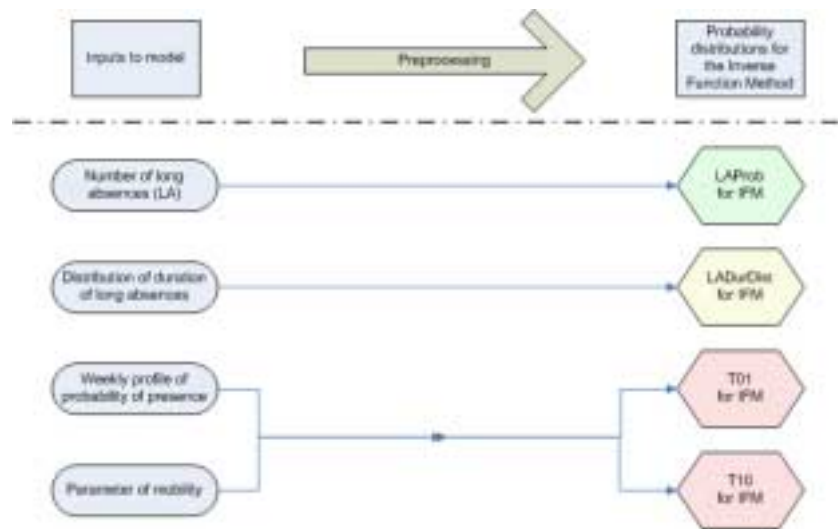 Inputs to model
Preprocessing
Probability
distributions for
the Inverse
Function Method
Number of long
absences (LA)
LAProb
for IFM
Distribution of duration
of long absences
LADurDist
for IFM
Weekly profile of
probability of presence
T01
for IFM
Parameter of mobility
T10
for IFM